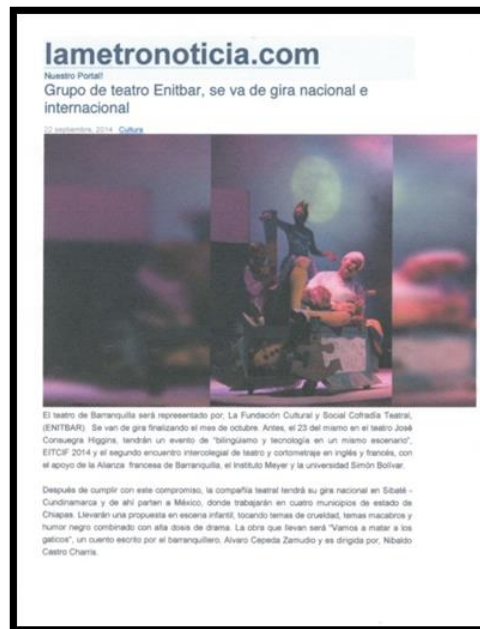 lametronoticia.com
Nuestro Portal!
Grupo de teatro Enitbar, se va de gira nacional e
internacional
22 septiembre, 2014 Cultura
El teatro de Barranquilla será representado por, La Fundación Cultural y Social Cofradía Teatral,
(ENITBAR). Se van de gira finalizando el mes de octubre. Antes, el 23 del mismo en el teatro José
Consuegra Higgins, tendrán un evento de "bilingüismo y tecnología en un mismo escenario",
EITCIF 2014 y el segundo encuentro intercolegial de teatro y cortometraje en inglés y francés, con
el apoyo de la Alianza francesa de Barranquilla, el Instituto Meyer y la universidad Simón Bolívar.
Después de cumplir con este compromiso, la compañía teatral tendrá su gira nacional en Sibaté -
Cundinamarca y de ahí parten a México, donde trabajarán en cuatro municipios de estado de
Chiapas. Llevarán una propuesta en escena infantil, tocando temas de crueldad, temas macabros y
humor negro combinado con alta dosis de drama. La obra que llevan será "Vamos a matar a los
gaticos", un cuento escrito por el barranquillero, Alvaro Cepeda Zamudio y es dirigida por, Nibaldo
Castro Charris.